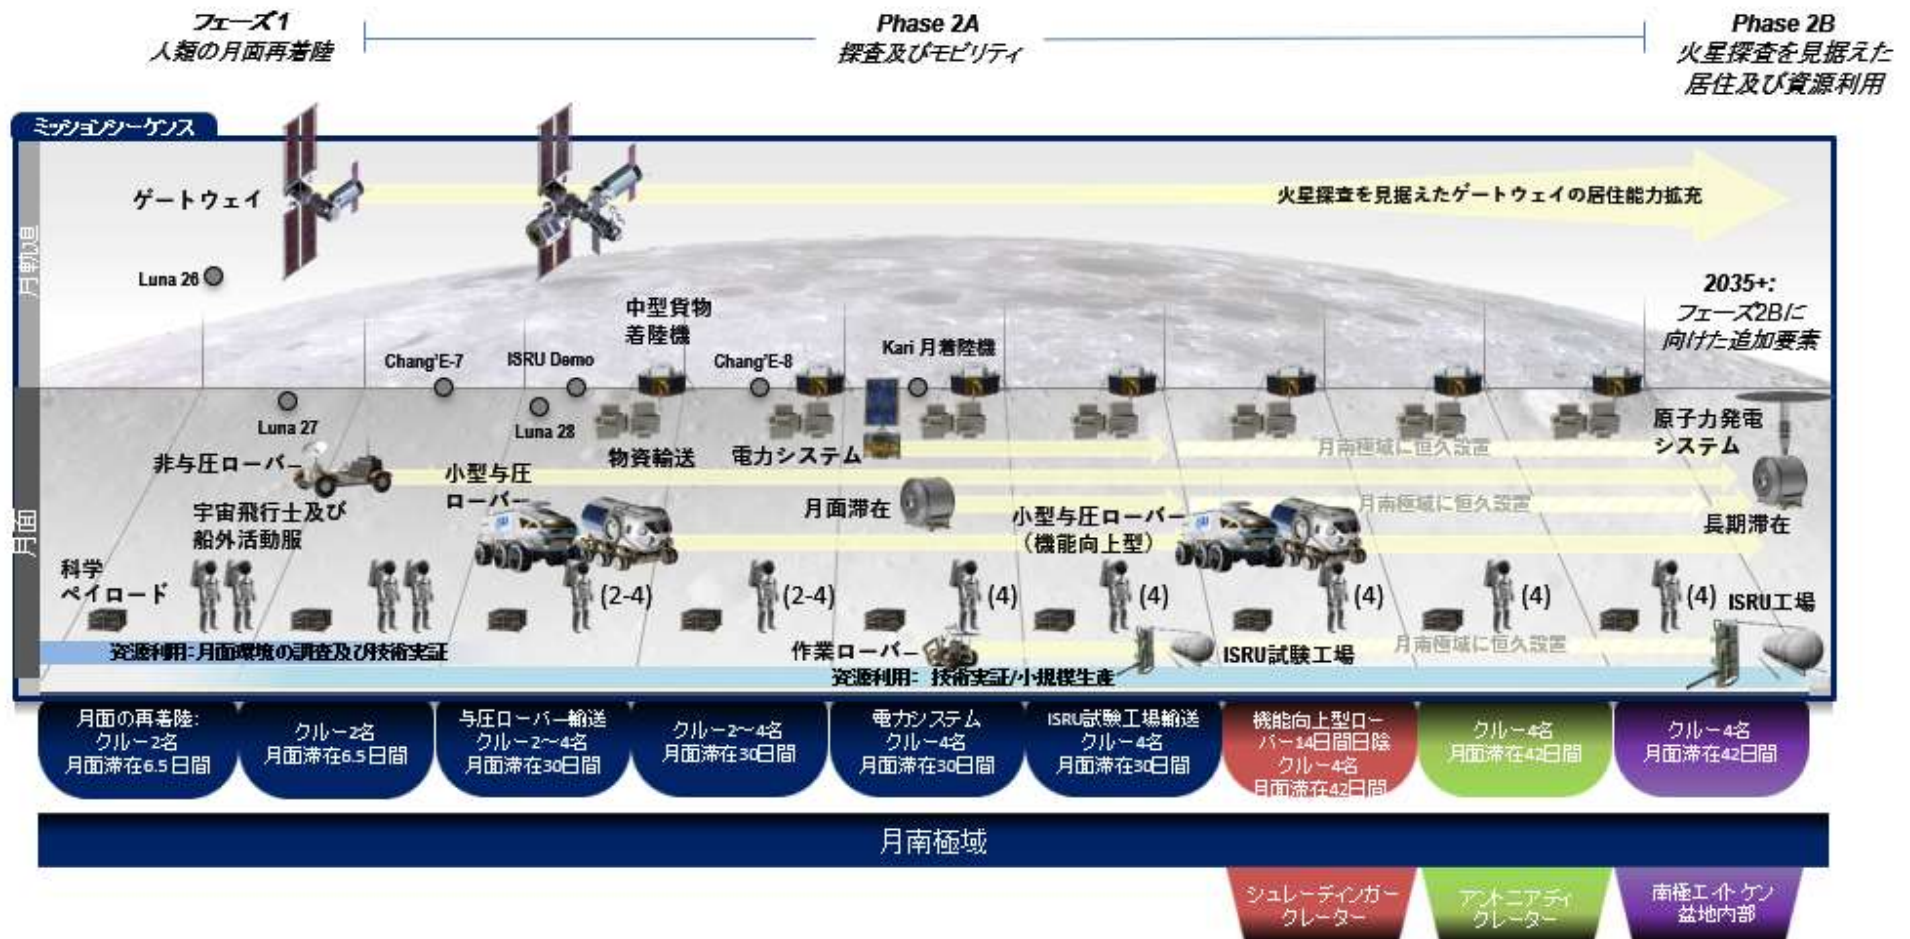 フェーズ1
人類の月面再着陸
Phase 2A
探査及びモビリティ
Phase 2B
火星探査を見据えた
居住及び資源利用
ミッションシーケンス
月軌道
ゲートウェイ
火星探査を見据えたゲートウェイの居住能力拡充
Luna 26
2035+:
フェーズ2Bに
向けた追加要素
中型貨物
着陸機
Chang'E-7
ISRU Demo
Chang'E-8
Kari 月着陸機
月面
Luna 27
Luna 28
非与圧ローバー
小型与圧
ローバー
物資輸送
電力システム
月南極域に恒久設置
原子力発電
システム
宇宙飛行士及び
船外活動服
月面滞在
小型与圧ローバー
（機能向上型）
月南極域に恒久設置
長期滞在
科学
ペイロード
(2-4)
(2-4)
(4)
(4)
(4)
(4)
(4)
ISRU工場
資源利用:月面環境の調査及び技術実証
作業ローバー
ISRU試験工場
月南極域に恒久設置
資源利用: 技術実証/小規模生産
月面の再着陸:
クルー2名
月面滞在6.5日間
クルー2名
月面滞在6.5日間
与圧ローバー輸送
クルー2〜4名
月面滞在30日間
クルー2〜4名
月面滞在30日間
電力システム
クルー4名
月面滞在30日間
ISRU試験工場輸送
クルー4名
月面滞在30日間
機能向上型ロー
バー14日間日陰
クルー4名
月面滞在42日間
クルー4名
月面滞在42日間
クルー4名
月面滞在42日間
月南極域
シュレーディンガー
クレーター
アントニアディ
クレーター
南極エイトケン
盆地内部